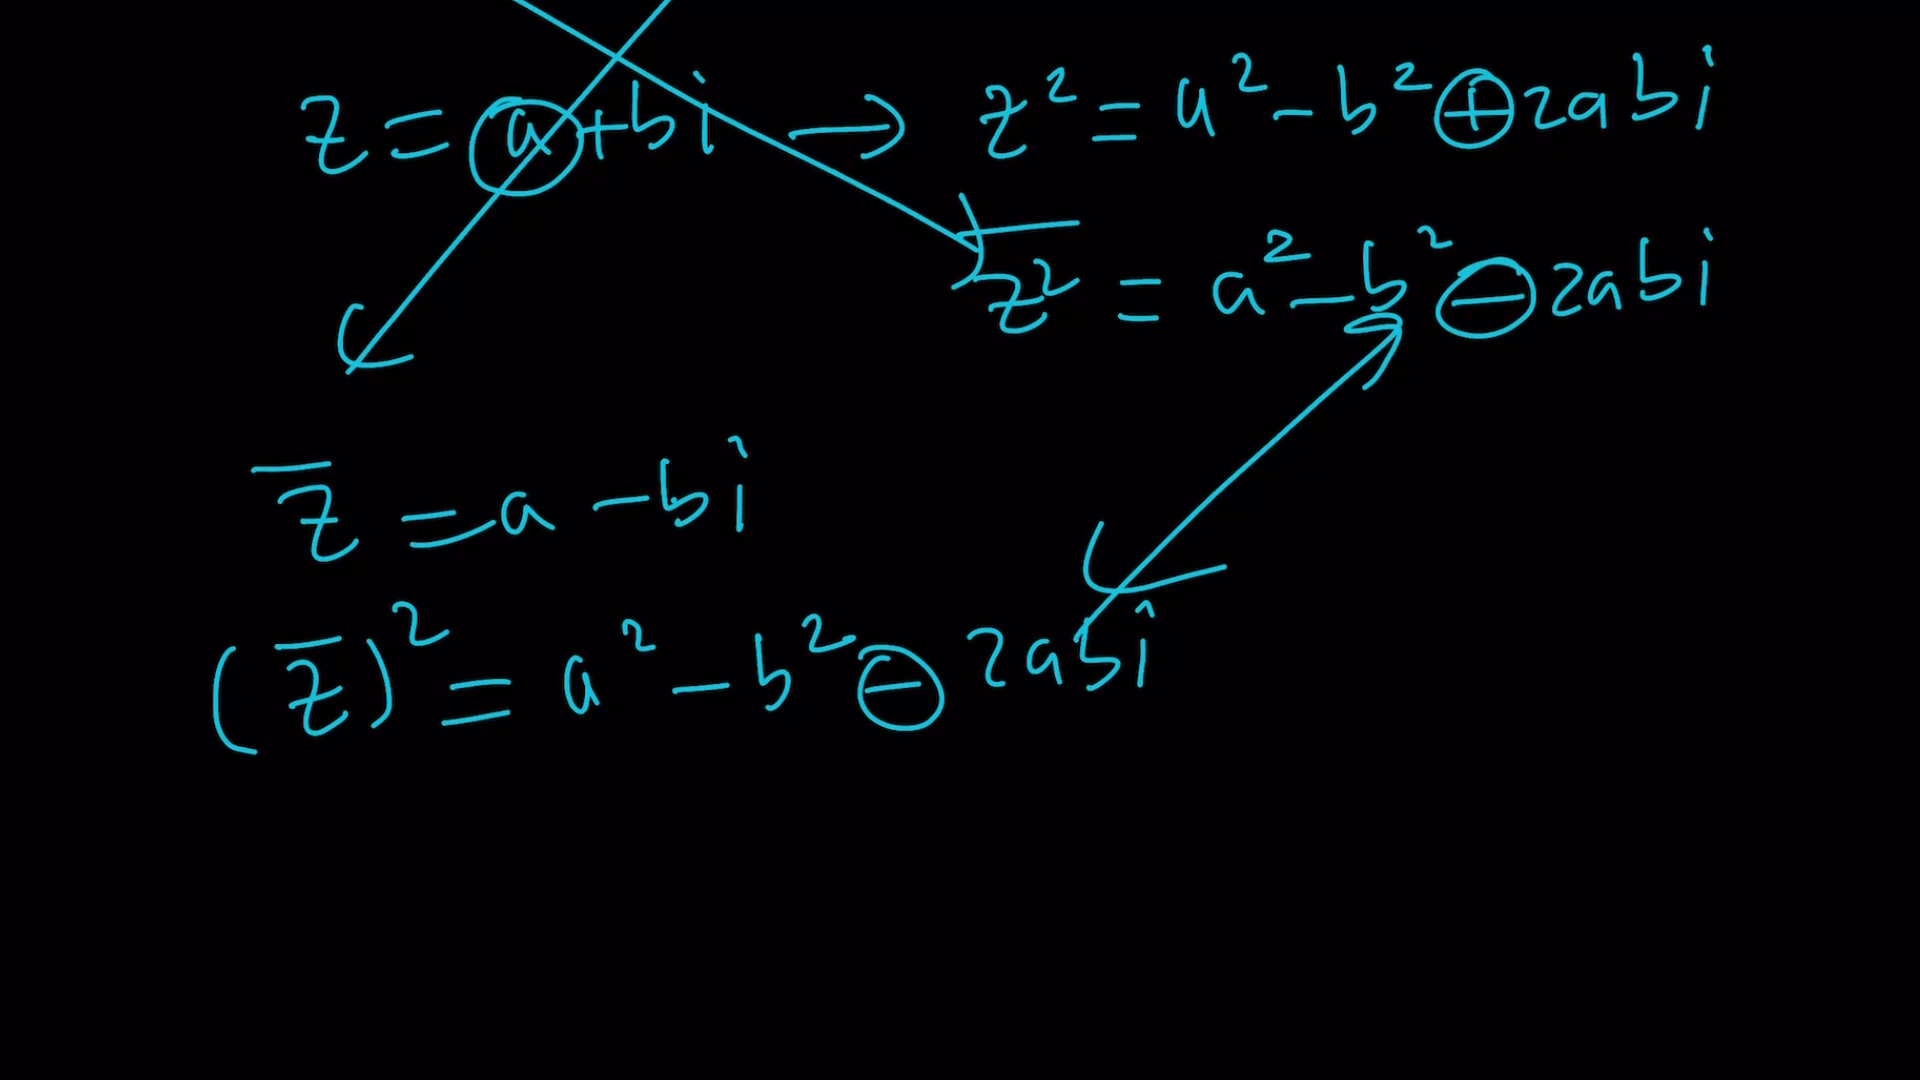 z = a + bi → z² = a² - b² + 2abi
z̅²̅ = a² - b² - 2abi
z̅ = a - bi
(z̅)² = a² - b² - 2abi